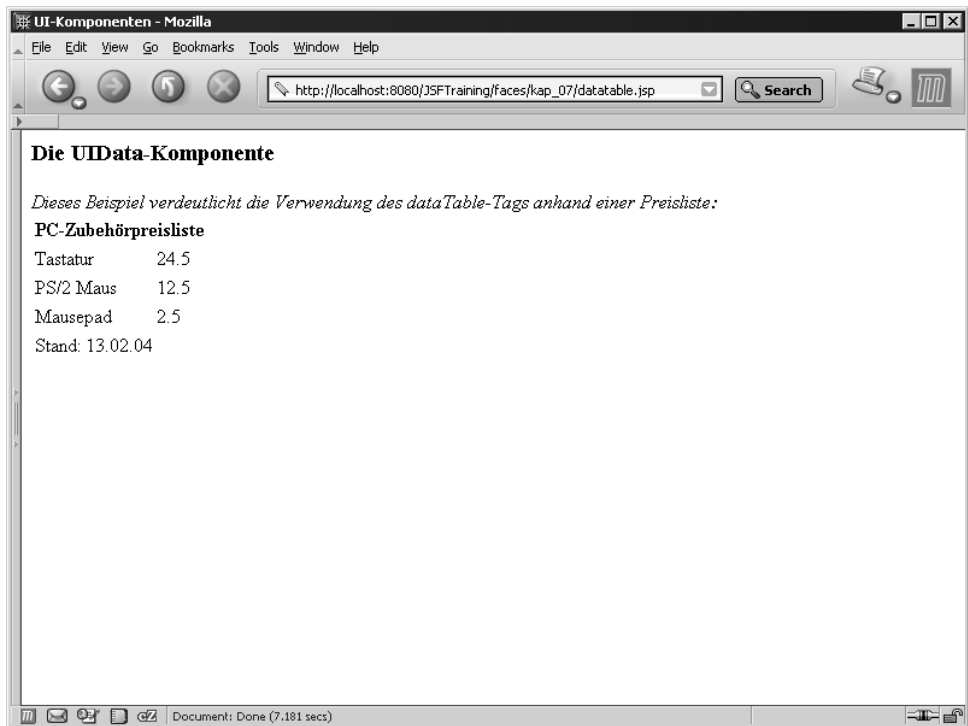 UI-Komponenten - Mozilla
File Edit View Go Bookmarks Tools Window Help
http://localhost:8080/JSFTraining/faces/kap_07/datatable.jsp Search
Die UIData-Komponente
Dieses Beispiel verdeutlicht die Verwendung des dataTable-Tags anhand einer Preisliste:
PC-Zubehörpreisliste
Tastatur 24.5
PS/2 Maus 12.5
Mausepad 2.5
Stand: 13.02.04
Document: Done (7.181 secs)